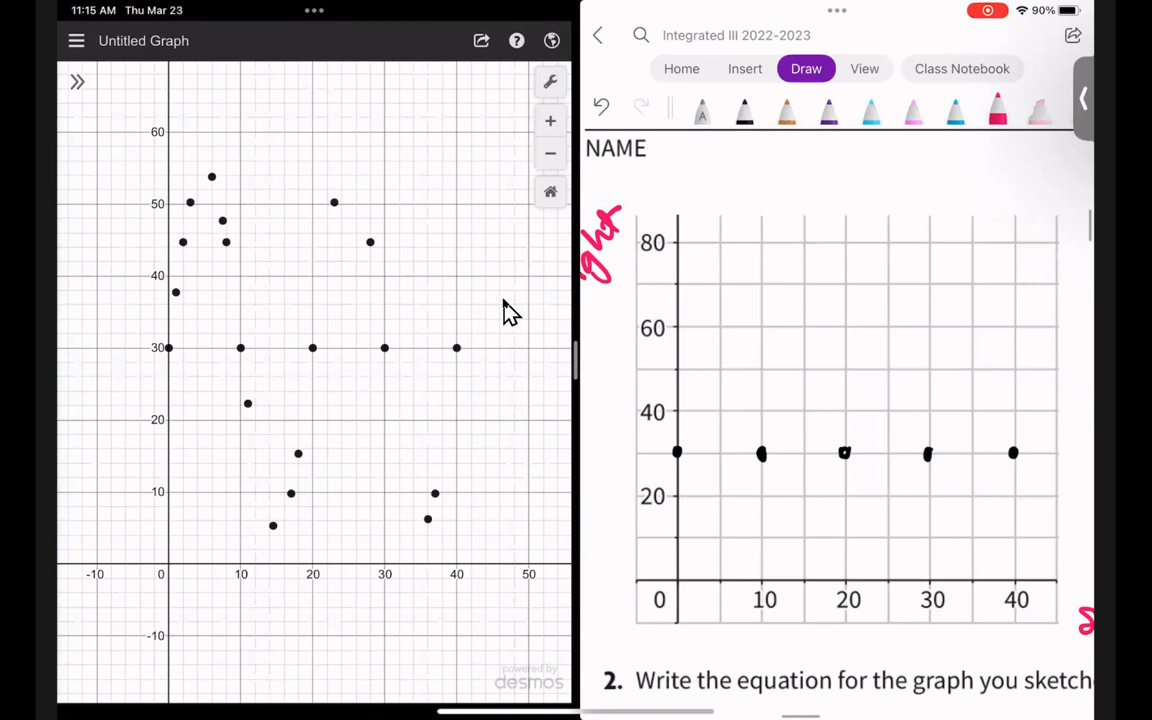 11:15 AM Thu Mar 23
90%
Untitled Graph
Integrated III 2022-2023
Home Insert Draw View Class Notebook
A
NAME
60
50
40
30
20
10
-10 0 10 20 30 40 50
-10
powered by
desmos
80
60
40
20
0 10 20 30 40
2. Write the equation for the graph you sketch